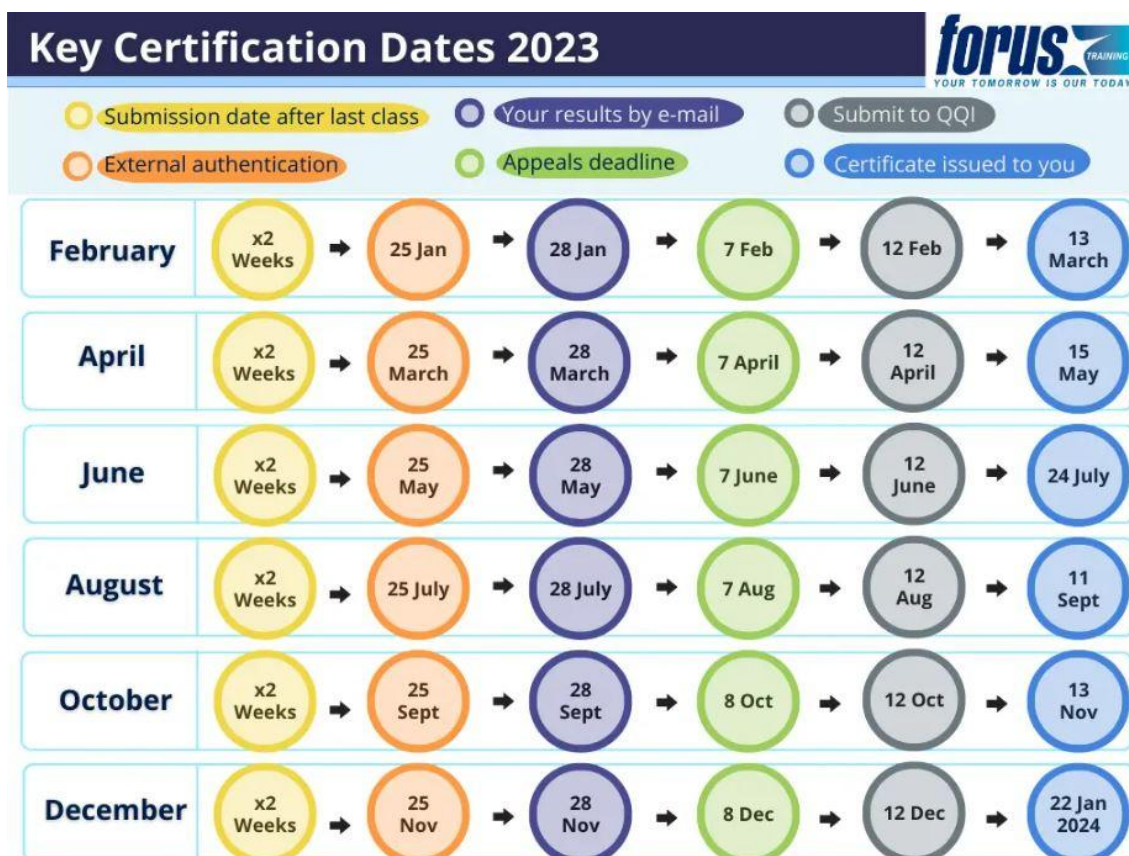 Key Certification Dates 2023
forus
TRAINING
YOUR TOMORROW IS OUR TODAY
Submission date after last class
Your results by e-mail
Submit to QQI
External authentication
Appeals deadline
Certificate issued to you
February
x2
Weeks
25 Jan
28 Jan
7 Feb
12 Feb
13
March
April
x2
Weeks
25
March
28
March
7 April
12
April
15
May
June
x2
Weeks
25
May
28
May
7 June
12
June
24 July
August
x2
Weeks
25 July
28 July
7 Aug
12
Aug
11
Sept
October
x2
Weeks
25
Sept
28
Sept
8 Oct
12 Oct
13
Nov
December
x2
Weeks
25
Nov
28
Nov
8 Dec
12 Dec
22 Jan
2024